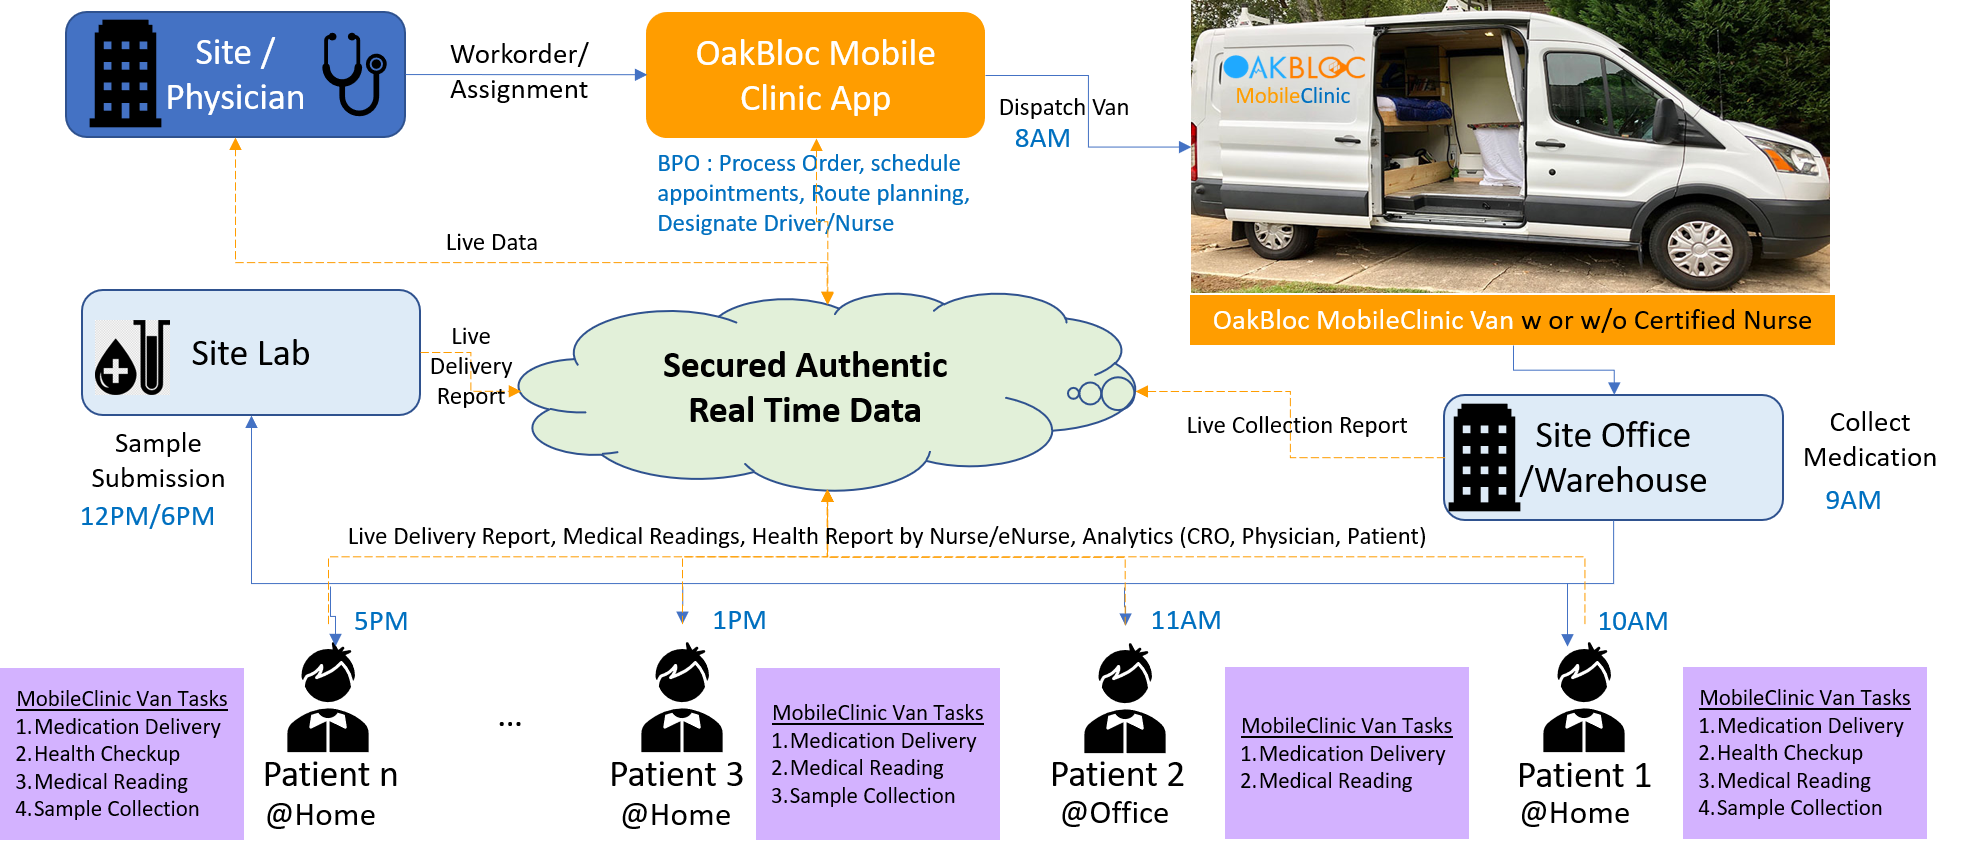 Site /
Physician
Workorder/
Assignment
OakBloc Mobile
Clinic App
Dispatch Van
8AM
OAKBLOC
MobileClinic
BPO : Process Order, schedule
appointments, Route planning,
Designate Driver/Nurse
Live Data
OakBloc MobileClinic Van w or w/o Certified Nurse
Site Lab
Live
Delivery
Report
Secured Authentic
Real Time Data
Live Collection Report
Site Office
/Warehouse
Collect
Medication
9AM
Sample
Submission
12PM/6PM
Live Delivery Report, Medical Readings, Health Report by Nurse/eNurse, Analytics (CRO, Physician, Patient)
5PM
1PM
11AM
10AM
MobileClinic Van Tasks
1.Medication Delivery
2.Health Checkup
3.Medical Reading
4.Sample Collection
Patient n
@Home
...
Patient 3
@Home
MobileClinic Van Tasks
1.Medication Delivery
2.Medical Reading
3.Sample Collection
Patient 2
@Office
MobileClinic Van Tasks
1.Medication Delivery
2.Medical Reading
Patient 1
@Home
MobileClinic Van Tasks
1.Medication Delivery
2.Health Checkup
3.Medical Reading
4.Sample Collection